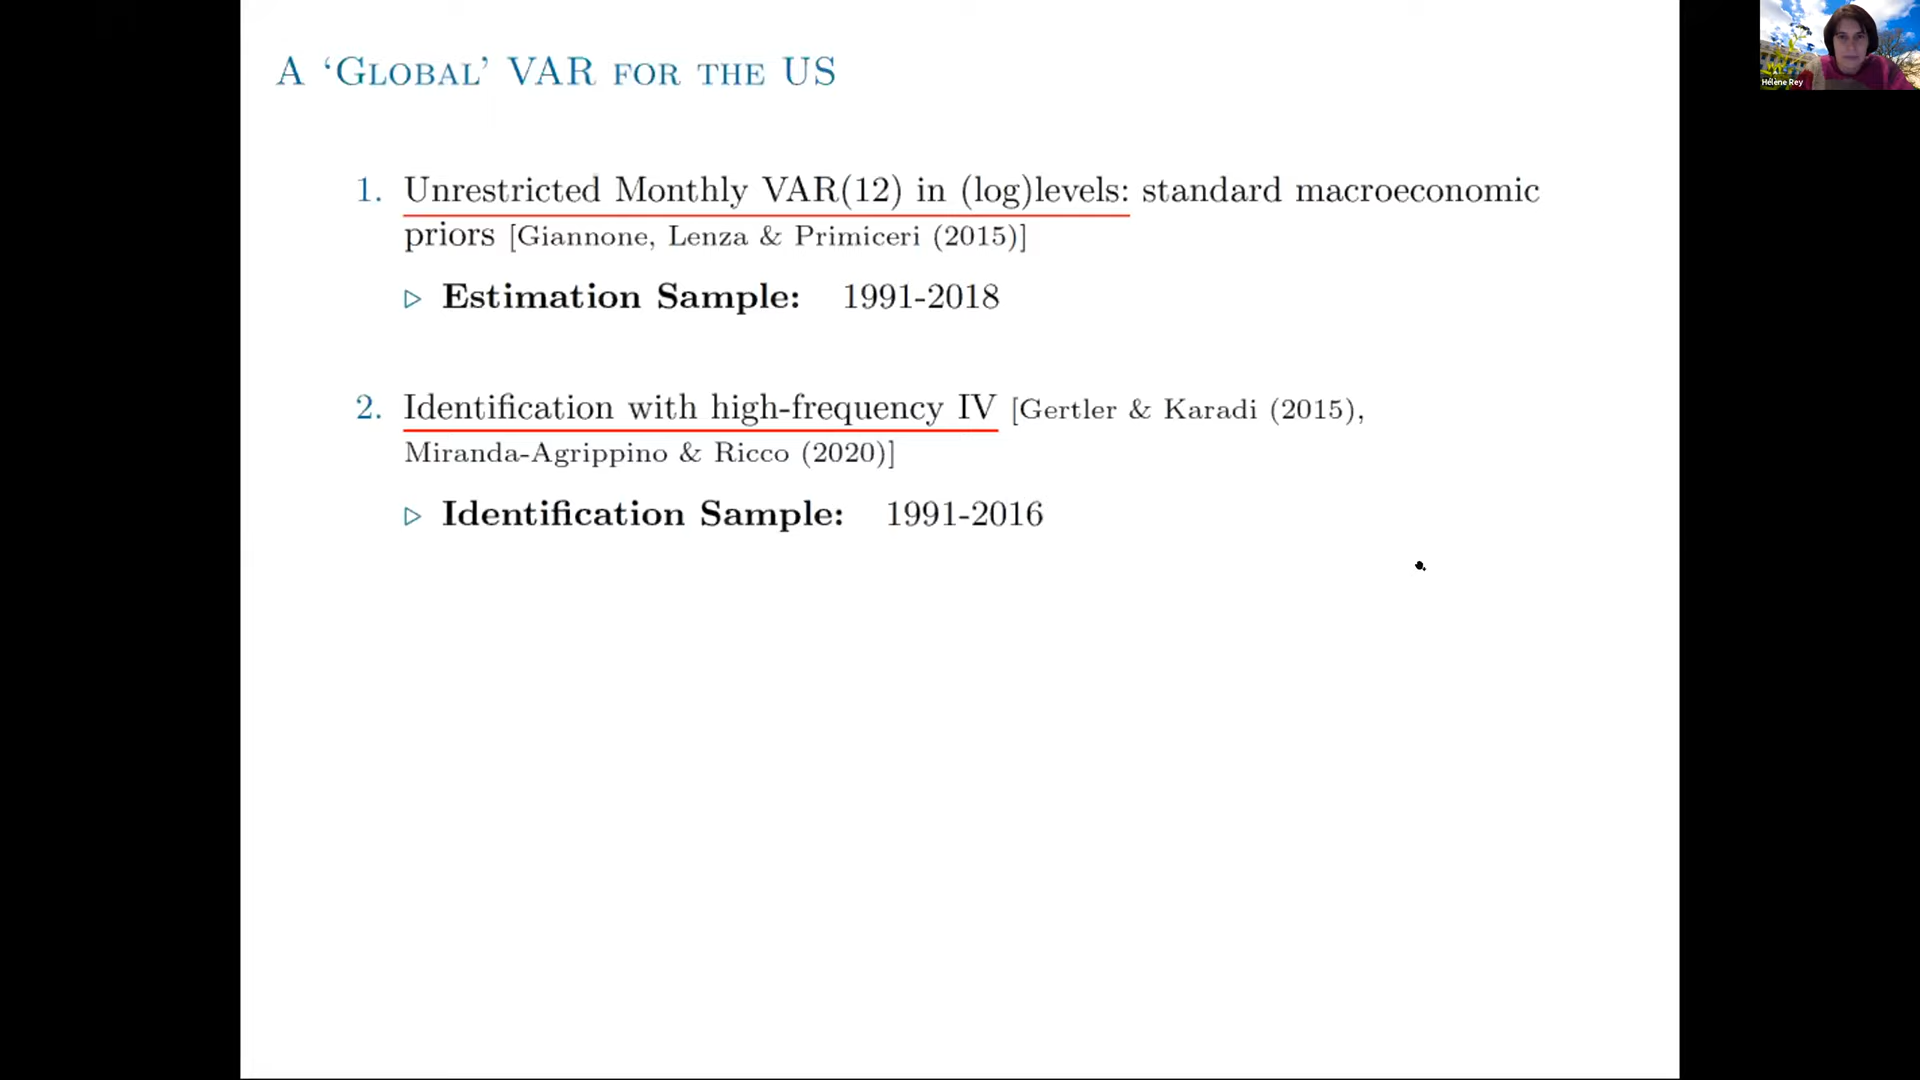 A ‘Global’ VAR for the US
Hélène Rey
1. Unrestricted Monthly VAR(12) in (log)levels: standard macroeconomic
priors [Giannone, Lenza & Primiceri (2015)]
▷ Estimation Sample: 1991-2018
2. Identification with high-frequency IV [Gertler & Karadi (2015),
Miranda-Agrippino & Ricco (2020)]
▷ Identification Sample: 1991-2016